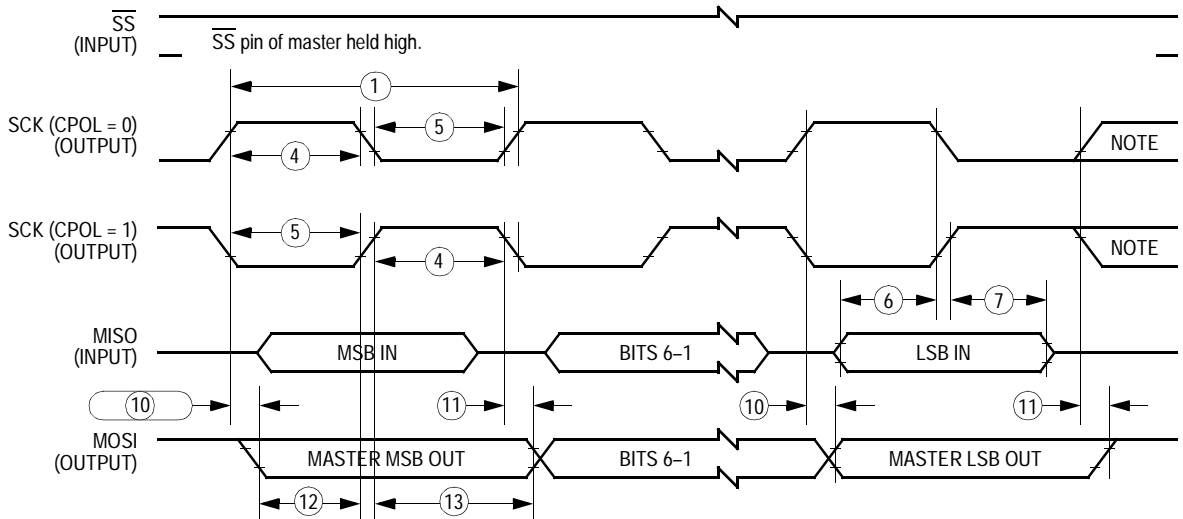 SS
(INPUT)
SS pin of master held high.
1
SCK (CPOL = 0)
(OUTPUT)
5
4
NOTE
SCK (CPOL = 1)
(OUTPUT)
5
4
NOTE
6
7
MISO
(INPUT)
MSB IN
BITS 6–1
LSB IN
10
11
10
11
MOSI
(OUTPUT)
MASTER MSB OUT
BITS 6–1
MASTER LSB OUT
12
13